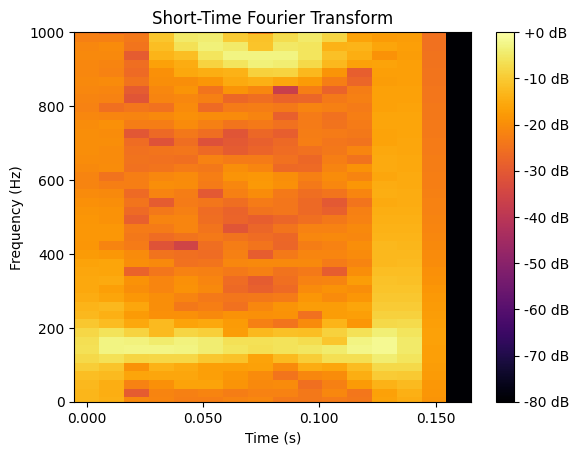 Short-Time Fourier Transform
Frequency (Hz)
1000
800
600
400
200
0
0.000
0.050
0.100
0.150
Time (s)
+0 dB
-10 dB
-20 dB
-30 dB
-40 dB
-50 dB
-60 dB
-70 dB
-80 dB